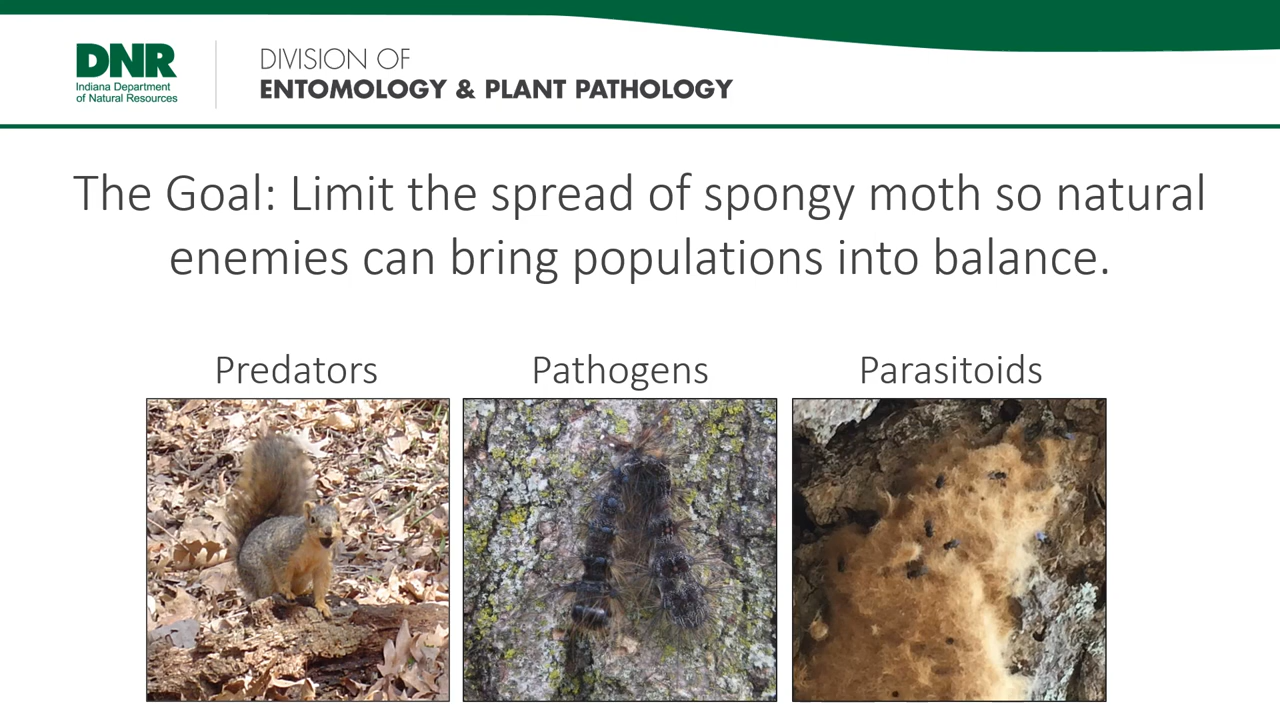 DNR
Indiana Department
of Natural Resources
DIVISION OF
ENTOMOLOGY & PLANT PATHOLOGY
The Goal: Limit the spread of spongy moth so natural
enemies can bring populations into balance.
Predators
Pathogens
Parasitoids